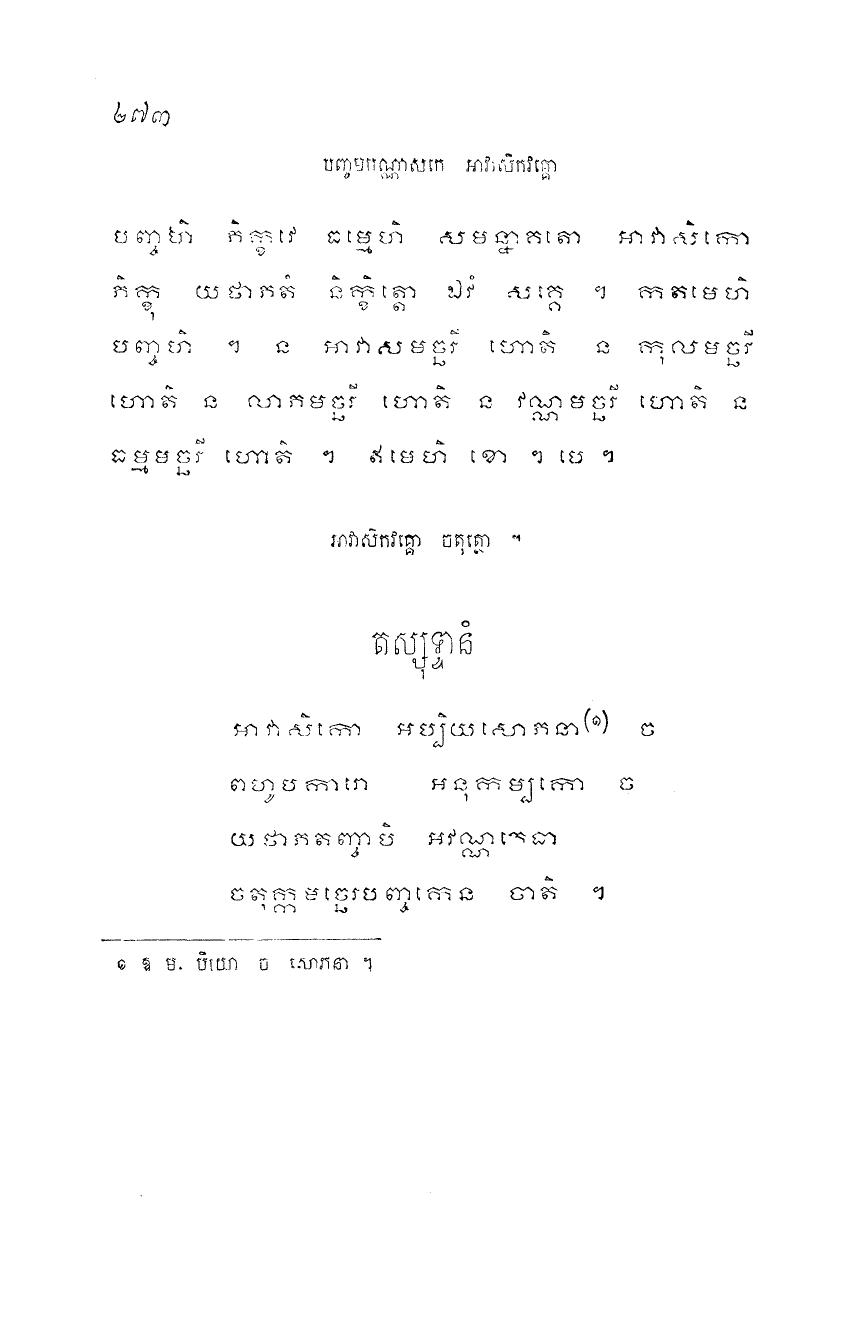 ២៧៣
បញ្ចមបណ្ណាសកេ អាវាសិកវគ្គោ
បញ្ចហិ ភិក្ខវេ ធម្មេហិ សមន្នាគតោ អាវាសិកោ
ភិក្ខុ យថាភតំ និក្ខិត្តោ ឯវំ សគ្គេ ។ កតមេហិ
បញ្ចហិ ។ ន អាវាសមច្ឆរី ហោតិ ន កុលមច្ឆរី
ហោតិ ន លាភមច្ឆរី ហោតិ ន វណ្ណមច្ឆរី ហោតិ ន
ធម្មមច្ឆរី ហោតិ ។ ឥមេហិ ខោ ។ បេ ។
អាវាសិកវគ្គោ ចតុត្ថោ ។
តស្សុទ្ទានំ
អាវាសិកោ អប្បិយសោភនា(១) ច
ពហូបការោ អនុកម្បកោ ច
យថាភតញ្ចាបិ អវណ្ណកេនា
ចតុក្កមច្ឆេរបញ្ចកេន ចាតិ ។
១ ឱ ម. បិយោ ច សោភនា ។